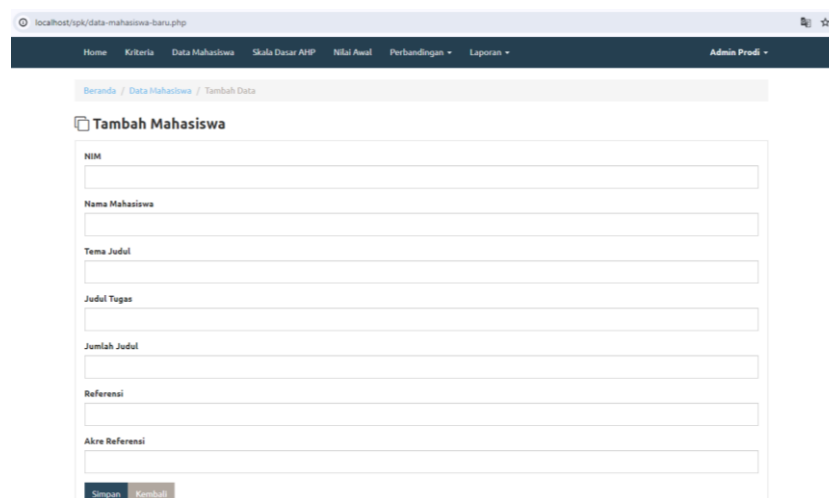 localhost/spk/data-mahasiswa-baru.php
Home Kriteria Data Mahasiswa Skala Dasar AHP Nilai Awal Perbandingan Laporan Admin Prodi
Beranda / Data Mahasiswa / Tambah Data
Tambah Mahasiswa
NIM
Nama Mahasiswa
Tema Judul
Judul Tugas
Jumlah Judul
Referensi
Akre Referensi
Simpan Kembali